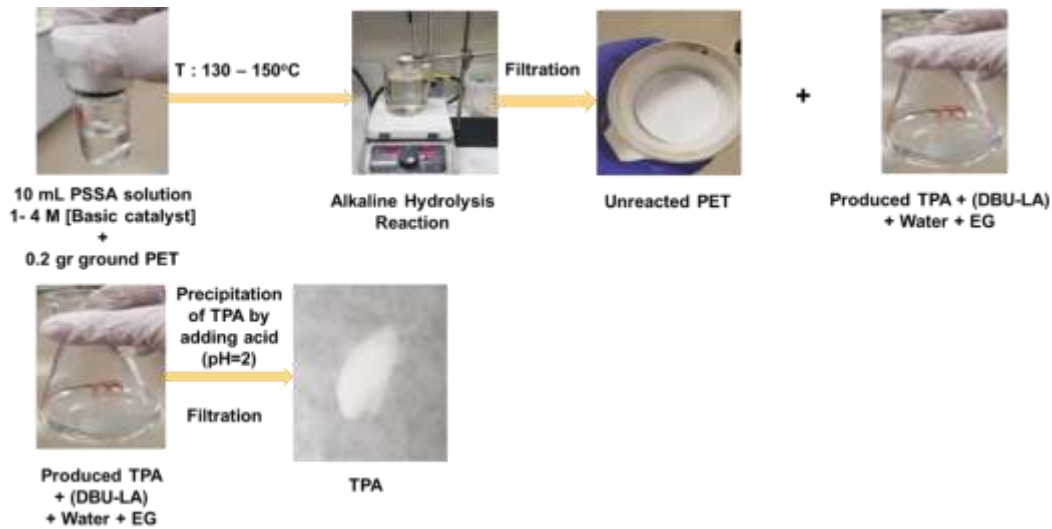 T : 130 – 150°C
Filtration
+
10 mL PSSA solution
1- 4 M [Basic catalyst]
+
0.2 gr ground PET
Alkaline Hydrolysis
Reaction
Unreacted PET
Produced TPA + (DBU-LA)
+ Water + EG
Precipitation
of TPA by
adding acid
(pH=2)
Filtration
Produced TPA
+ (DBU-LA)
+ Water + EG
TPA